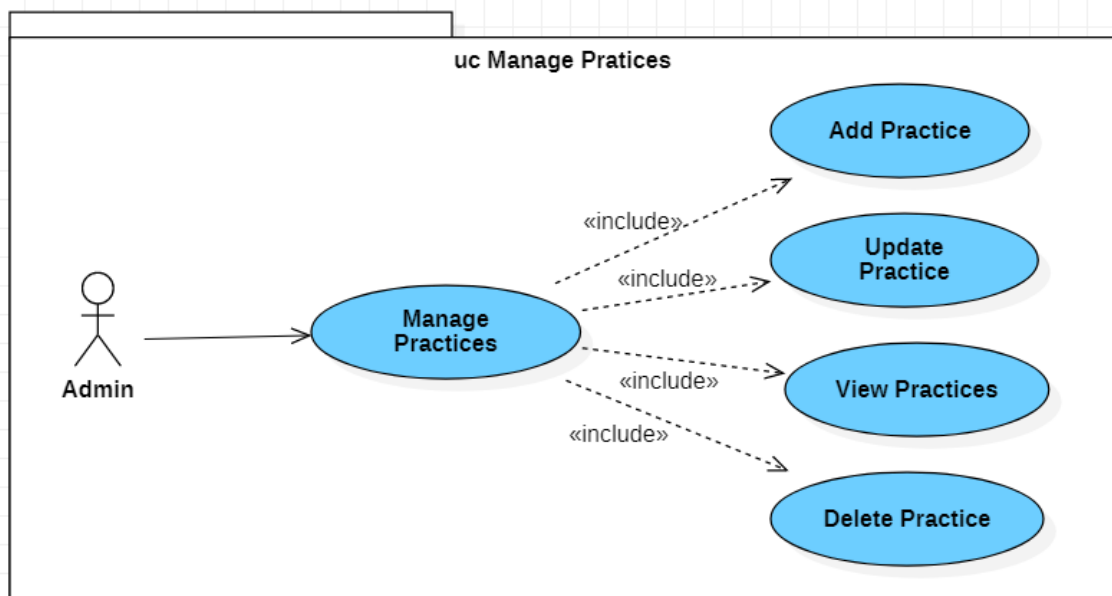 uc Manage Pratices
Add Practice
«include»
Update
Practice
«include»
Manage
Practices
Admin
«include»
View Practices
«include»
Delete Practice